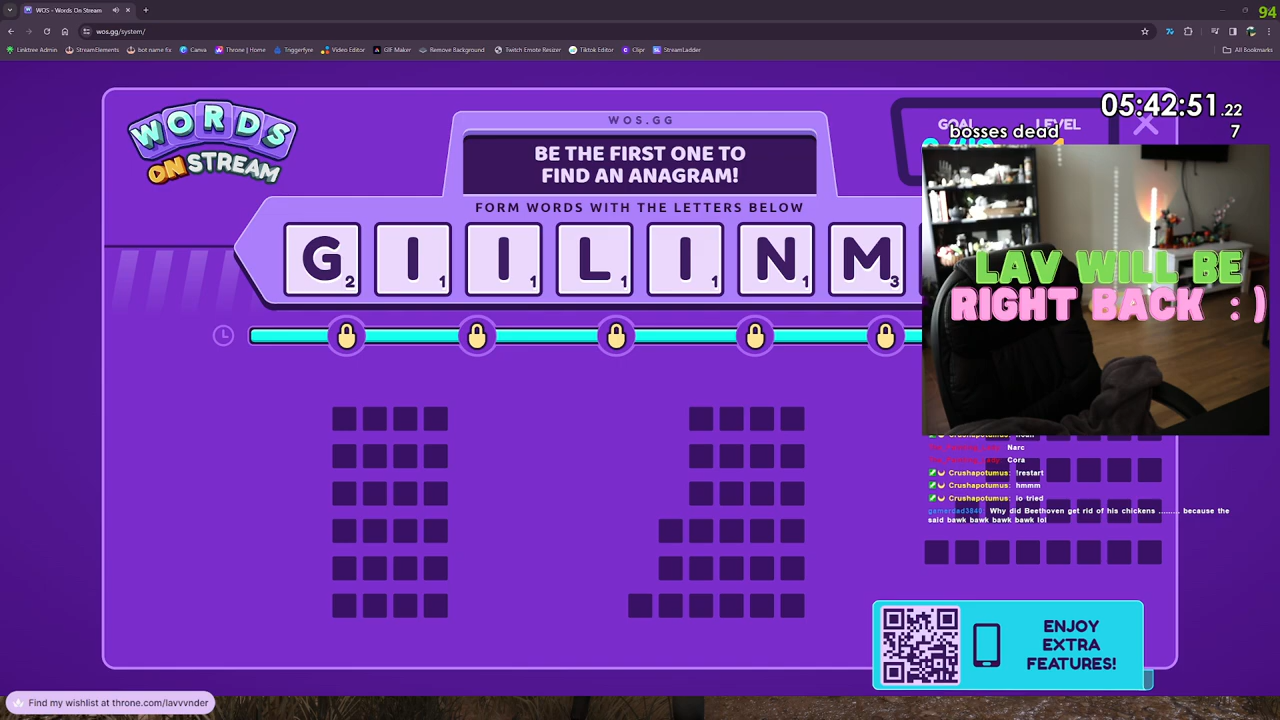 WOS - Words On Stream
94
wos.gg/system/
Linktree Admin
StreamElements
bot name fix
Canva
Throne | Home
Triggerfyre
Video Editor
GIF Maker
Remove Background
Twitch Emote Resizer
Tiktok Editor
Clipr
StreamLadder
All Bookmarks
WORDS
ON STREAM
WOS.GG
BE THE FIRST ONE TO
FIND AN ANAGRAM!
FORM WORDS WITH THE LETTERS BELOW
GOAL
LEVEL
05:42:51.22
bosses dead
7
G 2
I 1
I 1
L 1
I 1
N 1
M 3
LAV WILL BE
RIGHT BACK : )
Narc
Cora
Crushapotumus: !restart
Crushapotumus: hmmm
Crushapotumus: io tried
gamerdad3840: Why did Beethoven get rid of his chickens ........ because the
said bawk bawk bawk bawk lol
ENJOY
EXTRA
FEATURES!
Find my wishlist at throne.com/lavvvnder